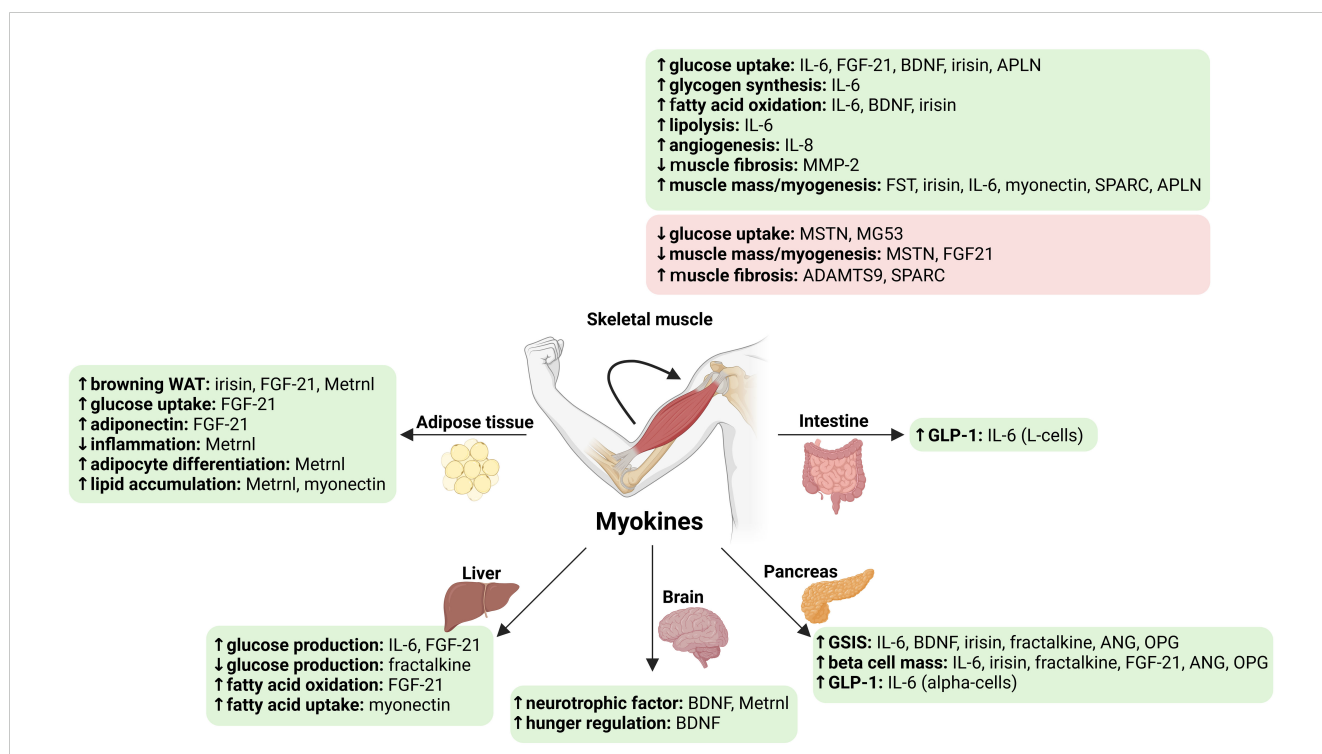 ↑glucose uptake: IL-6, FGF-21, BDNF, irisin, APLN
↑glycogen synthesis: IL-6
↑fatty acid oxidation: IL-6, BDNF, irisin
↑lipolysis: IL-6
↑angiogenesis: IL-8
↓muscle fibrosis: MMP-2
↑muscle mass/myogenesis: FST, irisin, IL-6, myonectin, SPARC, APLN
↓glucose uptake: MSTN, MG53
↓muscle mass/myogenesis: MSTN, FGF21
↑muscle fibrosis: ADAMTS9, SPARC
Skeletal muscle
↑browning WAT: irisin, FGF-21, Metrnl
↑glucose uptake: FGF-21
↑adiponectin: FGF-21
↓inflammation: Metrnl
↑adipocyte differentiation: Metrnl
↑lipid accumulation: Metrnl, myonectin
Adipose tissue
Intestine
↑GLP-1: IL-6 (L-cells)
Myokines
Liver
↑glucose production: IL-6, FGF-21
↓glucose production: fractalkine
↑fatty acid oxidation: FGF-21
↑fatty acid uptake: myonectin
Brain
↑neurotrophic factor: BDNF, Metrnl
↑hunger regulation: BDNF
Pancreas
↑GSIS: IL-6, BDNF, irisin, fractalkine, ANG, OPG
↑beta cell mass: IL-6, irisin, fractalkine, FGF-21, ANG, OPG
↑GLP-1: IL-6 (alpha-cells)